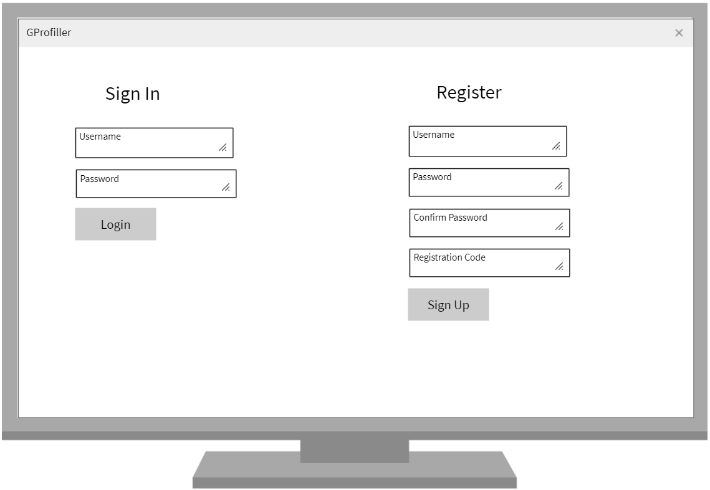 GProfiller
Sign In
Username
Password
Login
Register
Username
Password
Confirm Password
Registration Code
Sign Up